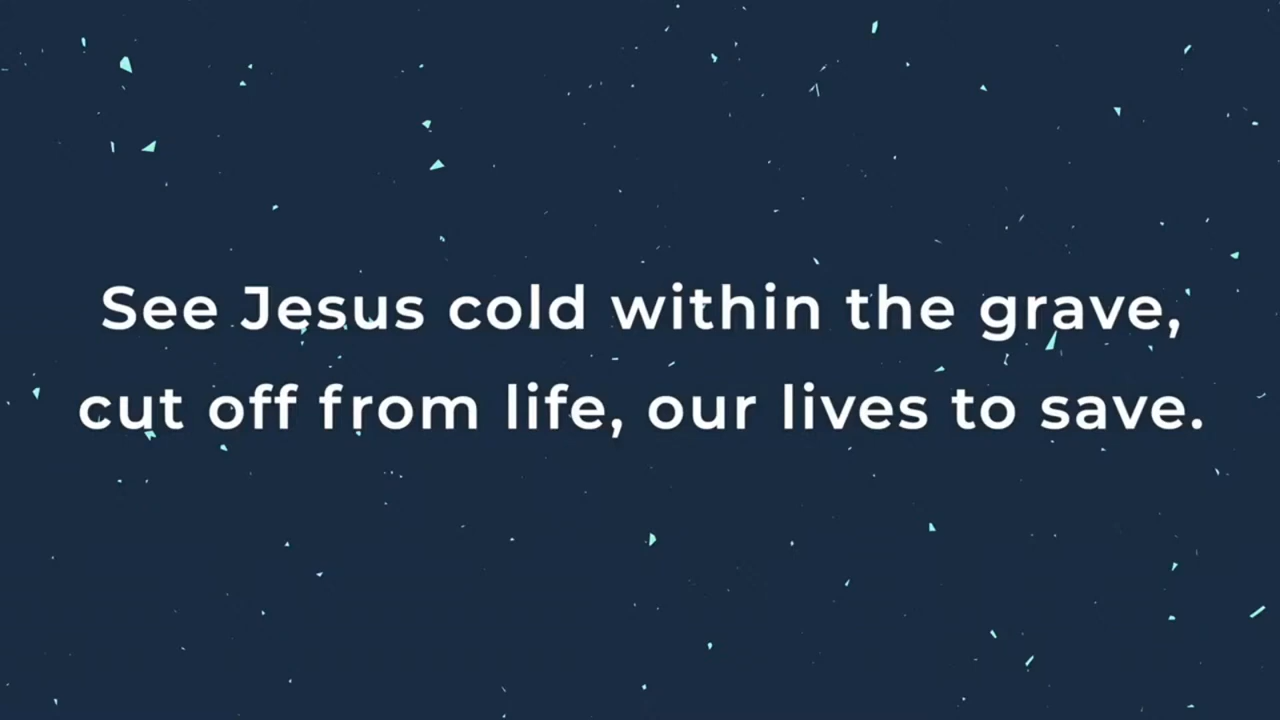 See Jesus cold within the grave,
cut off from life, our lives to save.